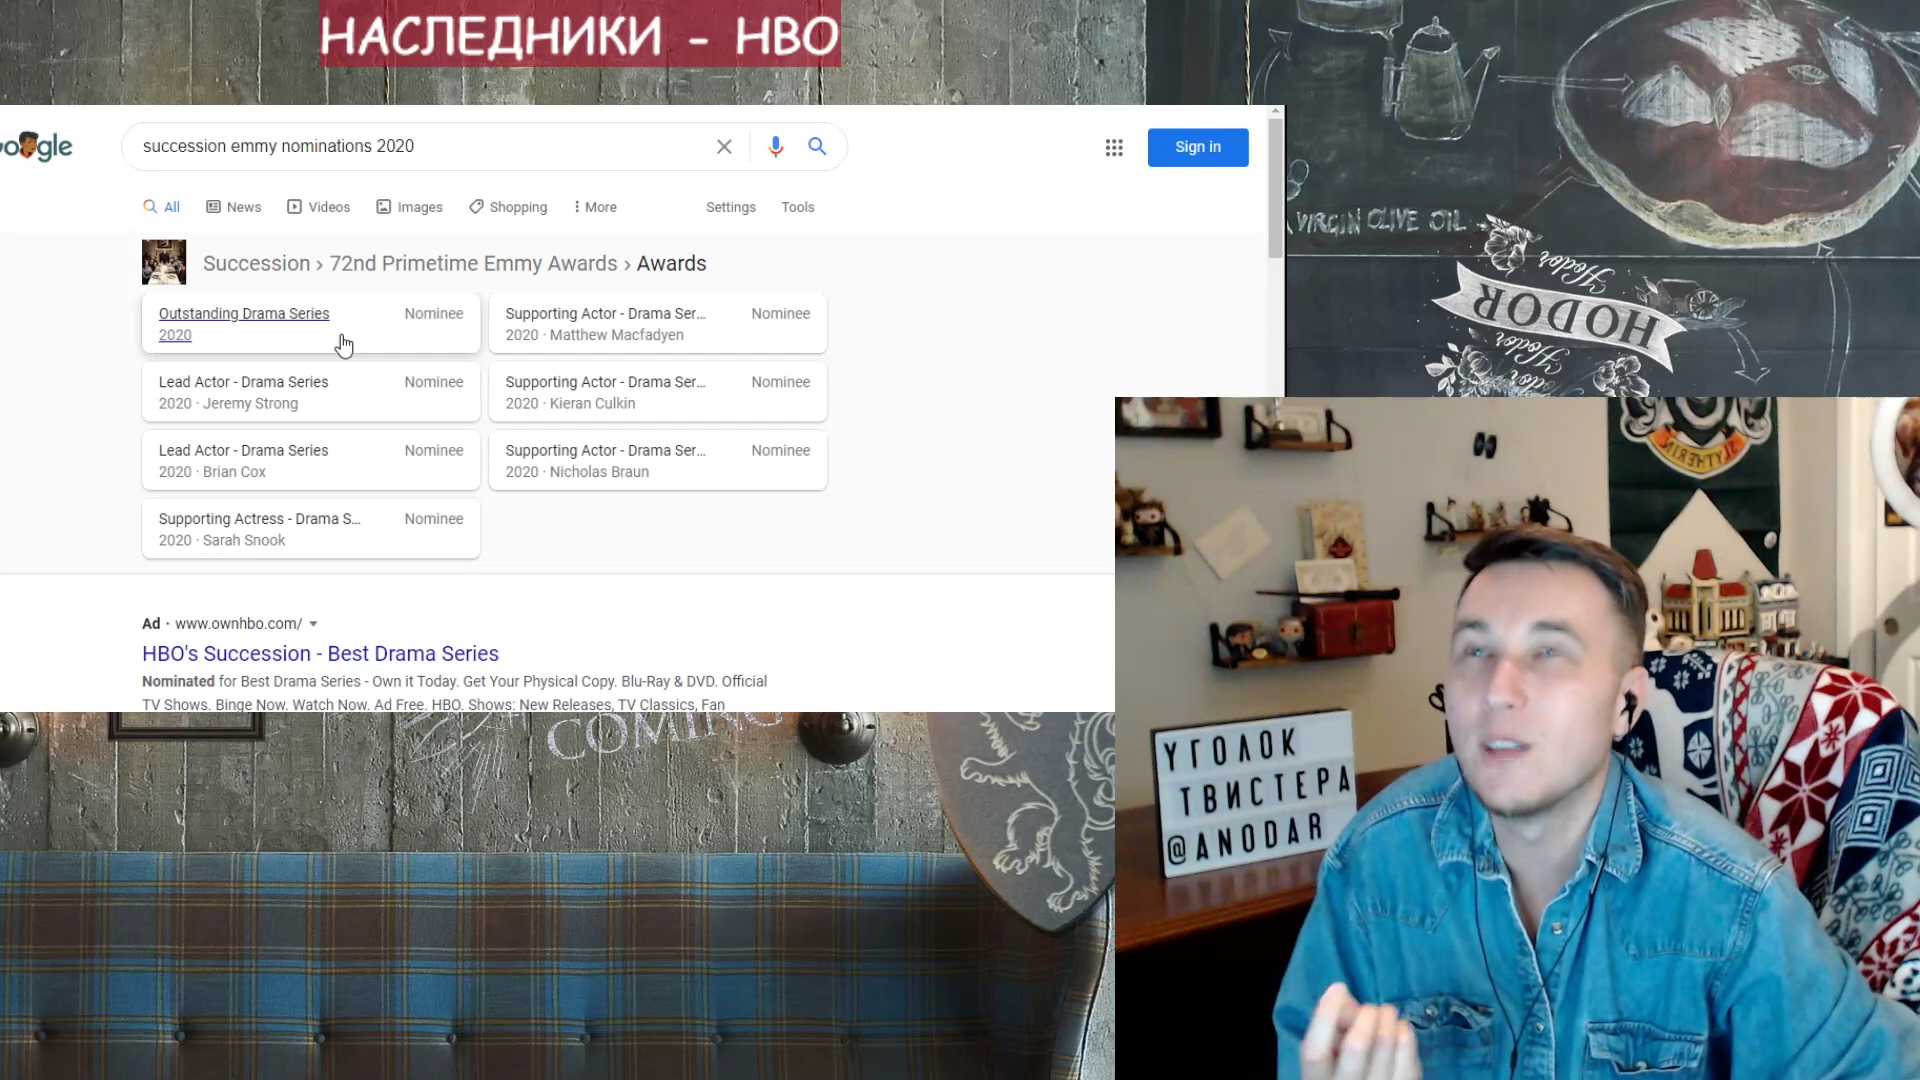 НАСЛЕДНИКИ - HBO
oogle
succession emmy nominations 2020
Sign in
All
News
Videos
Images
Shopping
More
Settings
Tools
Succession › 72nd Primetime Emmy Awards › Awards
Outstanding Drama Series
Nominee
2020
Supporting Actor - Drama Ser...
Nominee
2020 · Matthew Macfadyen
Lead Actor - Drama Series
Nominee
2020 · Jeremy Strong
Supporting Actor - Drama Ser...
Nominee
2020 · Kieran Culkin
Lead Actor - Drama Series
Nominee
2020 · Brian Cox
Supporting Actor - Drama Ser...
Nominee
2020 · Nicholas Braun
Supporting Actress - Drama S...
Nominee
2020 · Sarah Snook
Ad · www.ownhbo.com/
HBO's Succession - Best Drama Series
Nominated for Best Drama Series - Own it Today. Get Your Physical Copy. Blu-Ray & DVD. Official
TV Shows. Binge Now. Watch Now. Ad Free. HBO. Shows: New Releases, TV Classics, Fan
VIRGIN OLIVE OIL
Hodor
HODOR
Hodor
Hodor
COMING
SLYTHERIN
УГОЛОК
ТВИСТЕРА
@ANODAR